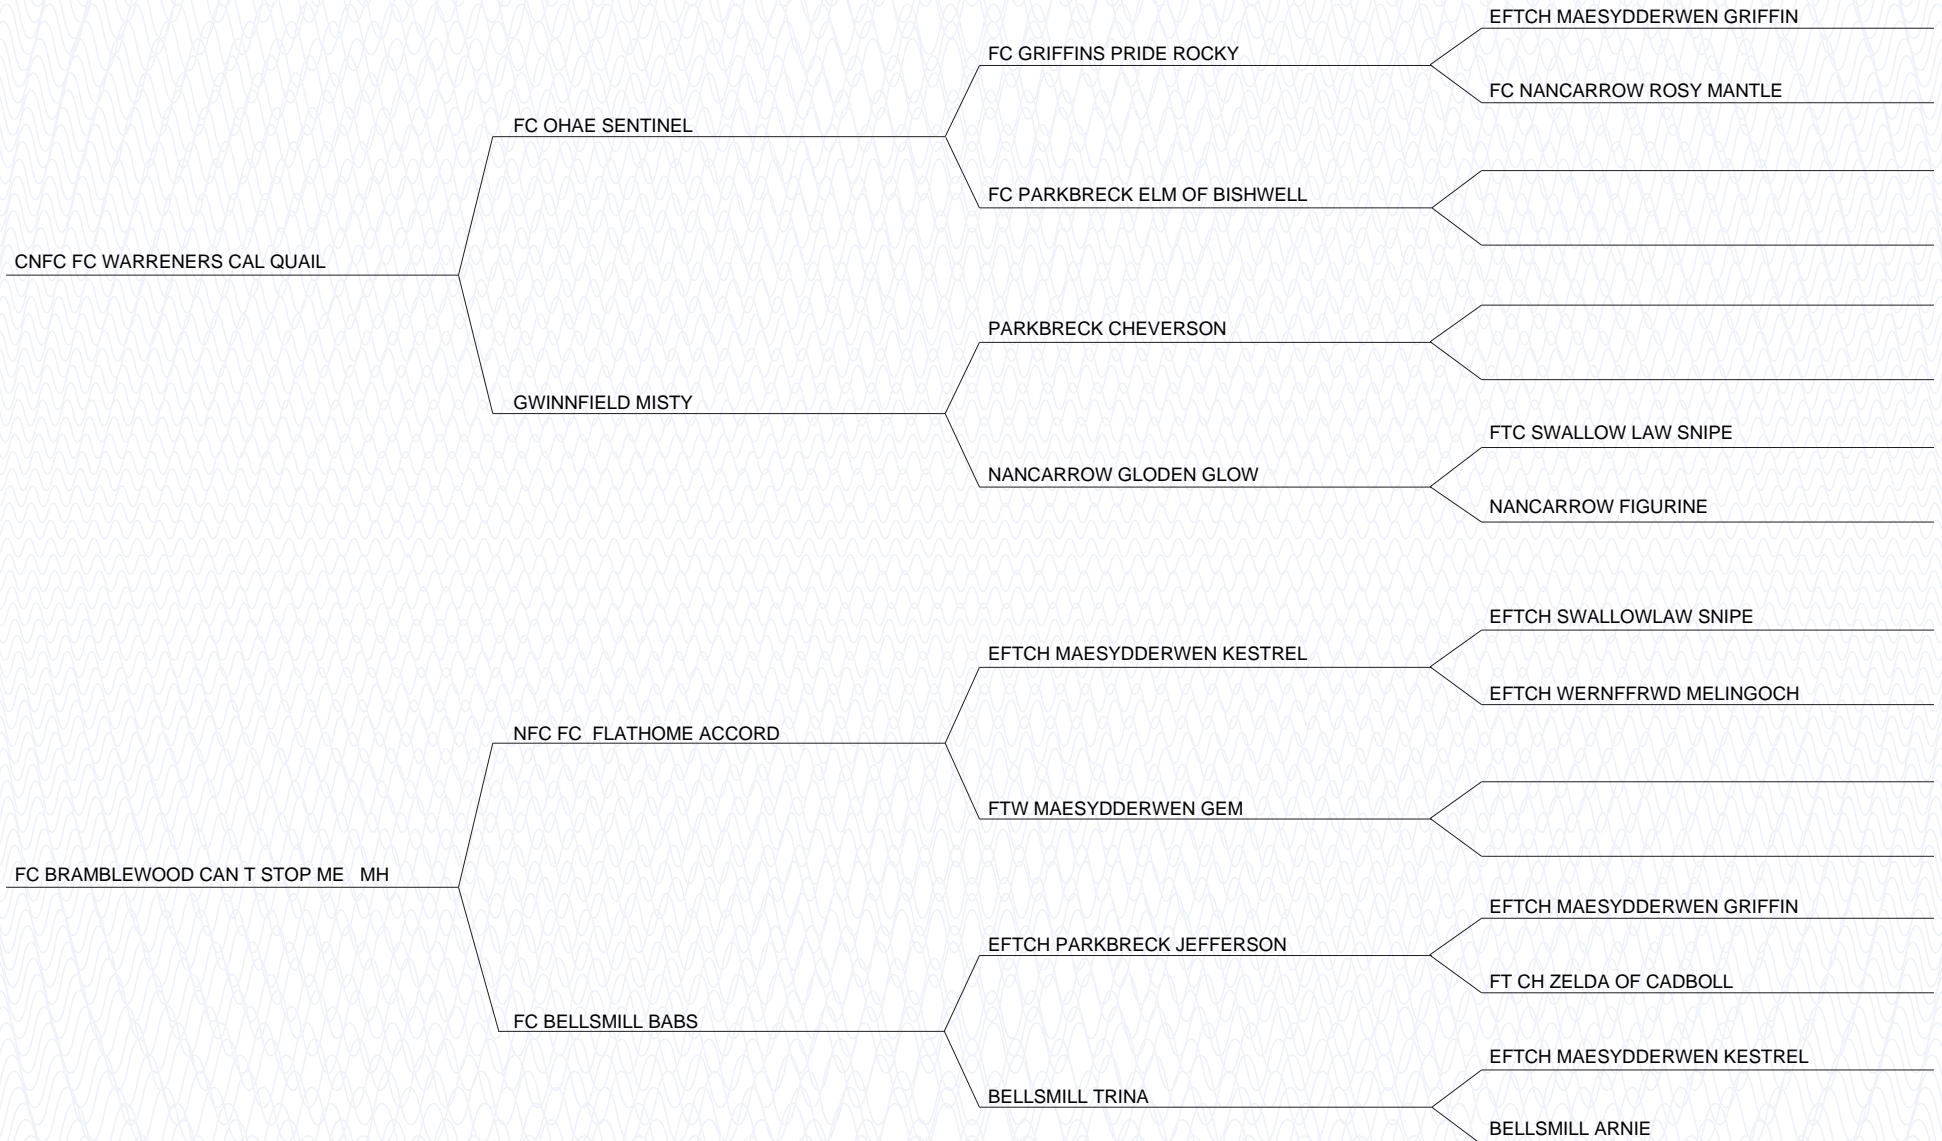 EFTCH MAESYDDERWEN GRIFFIN
FC GRIFFINS PRIDE ROCKY
FC NANCARROW ROSY MANTLE
FC OHAE SENTINEL
FC PARKBRECK ELM OF BISHWELL
CNFC FC WARRENERS CAL QUAIL
PARKBRECK CHEVERSON
GWINNFIELD MISTY
FTC SWALLOW LAW SNIPE
NANCARROW GLODEN GLOW
NANCARROW FIGURINE
EFTCH SWALLOWLAW SNIPE
EFTCH MAESYDDERWEN KESTREL
EFTCH WERNFFRWD MELINGOCH
NFC FC  FLATHOME ACCORD
FTW MAESYDDERWEN GEM
FC BRAMBLEWOOD CAN T STOP ME   MH
EFTCH MAESYDDERWEN GRIFFIN
EFTCH PARKBRECK JEFFERSON
FT CH ZELDA OF CADBOLL
FC BELLSMILL BABS
EFTCH MAESYDDERWEN KESTREL
BELLSMILL TRINA
BELLSMILL ARNIE